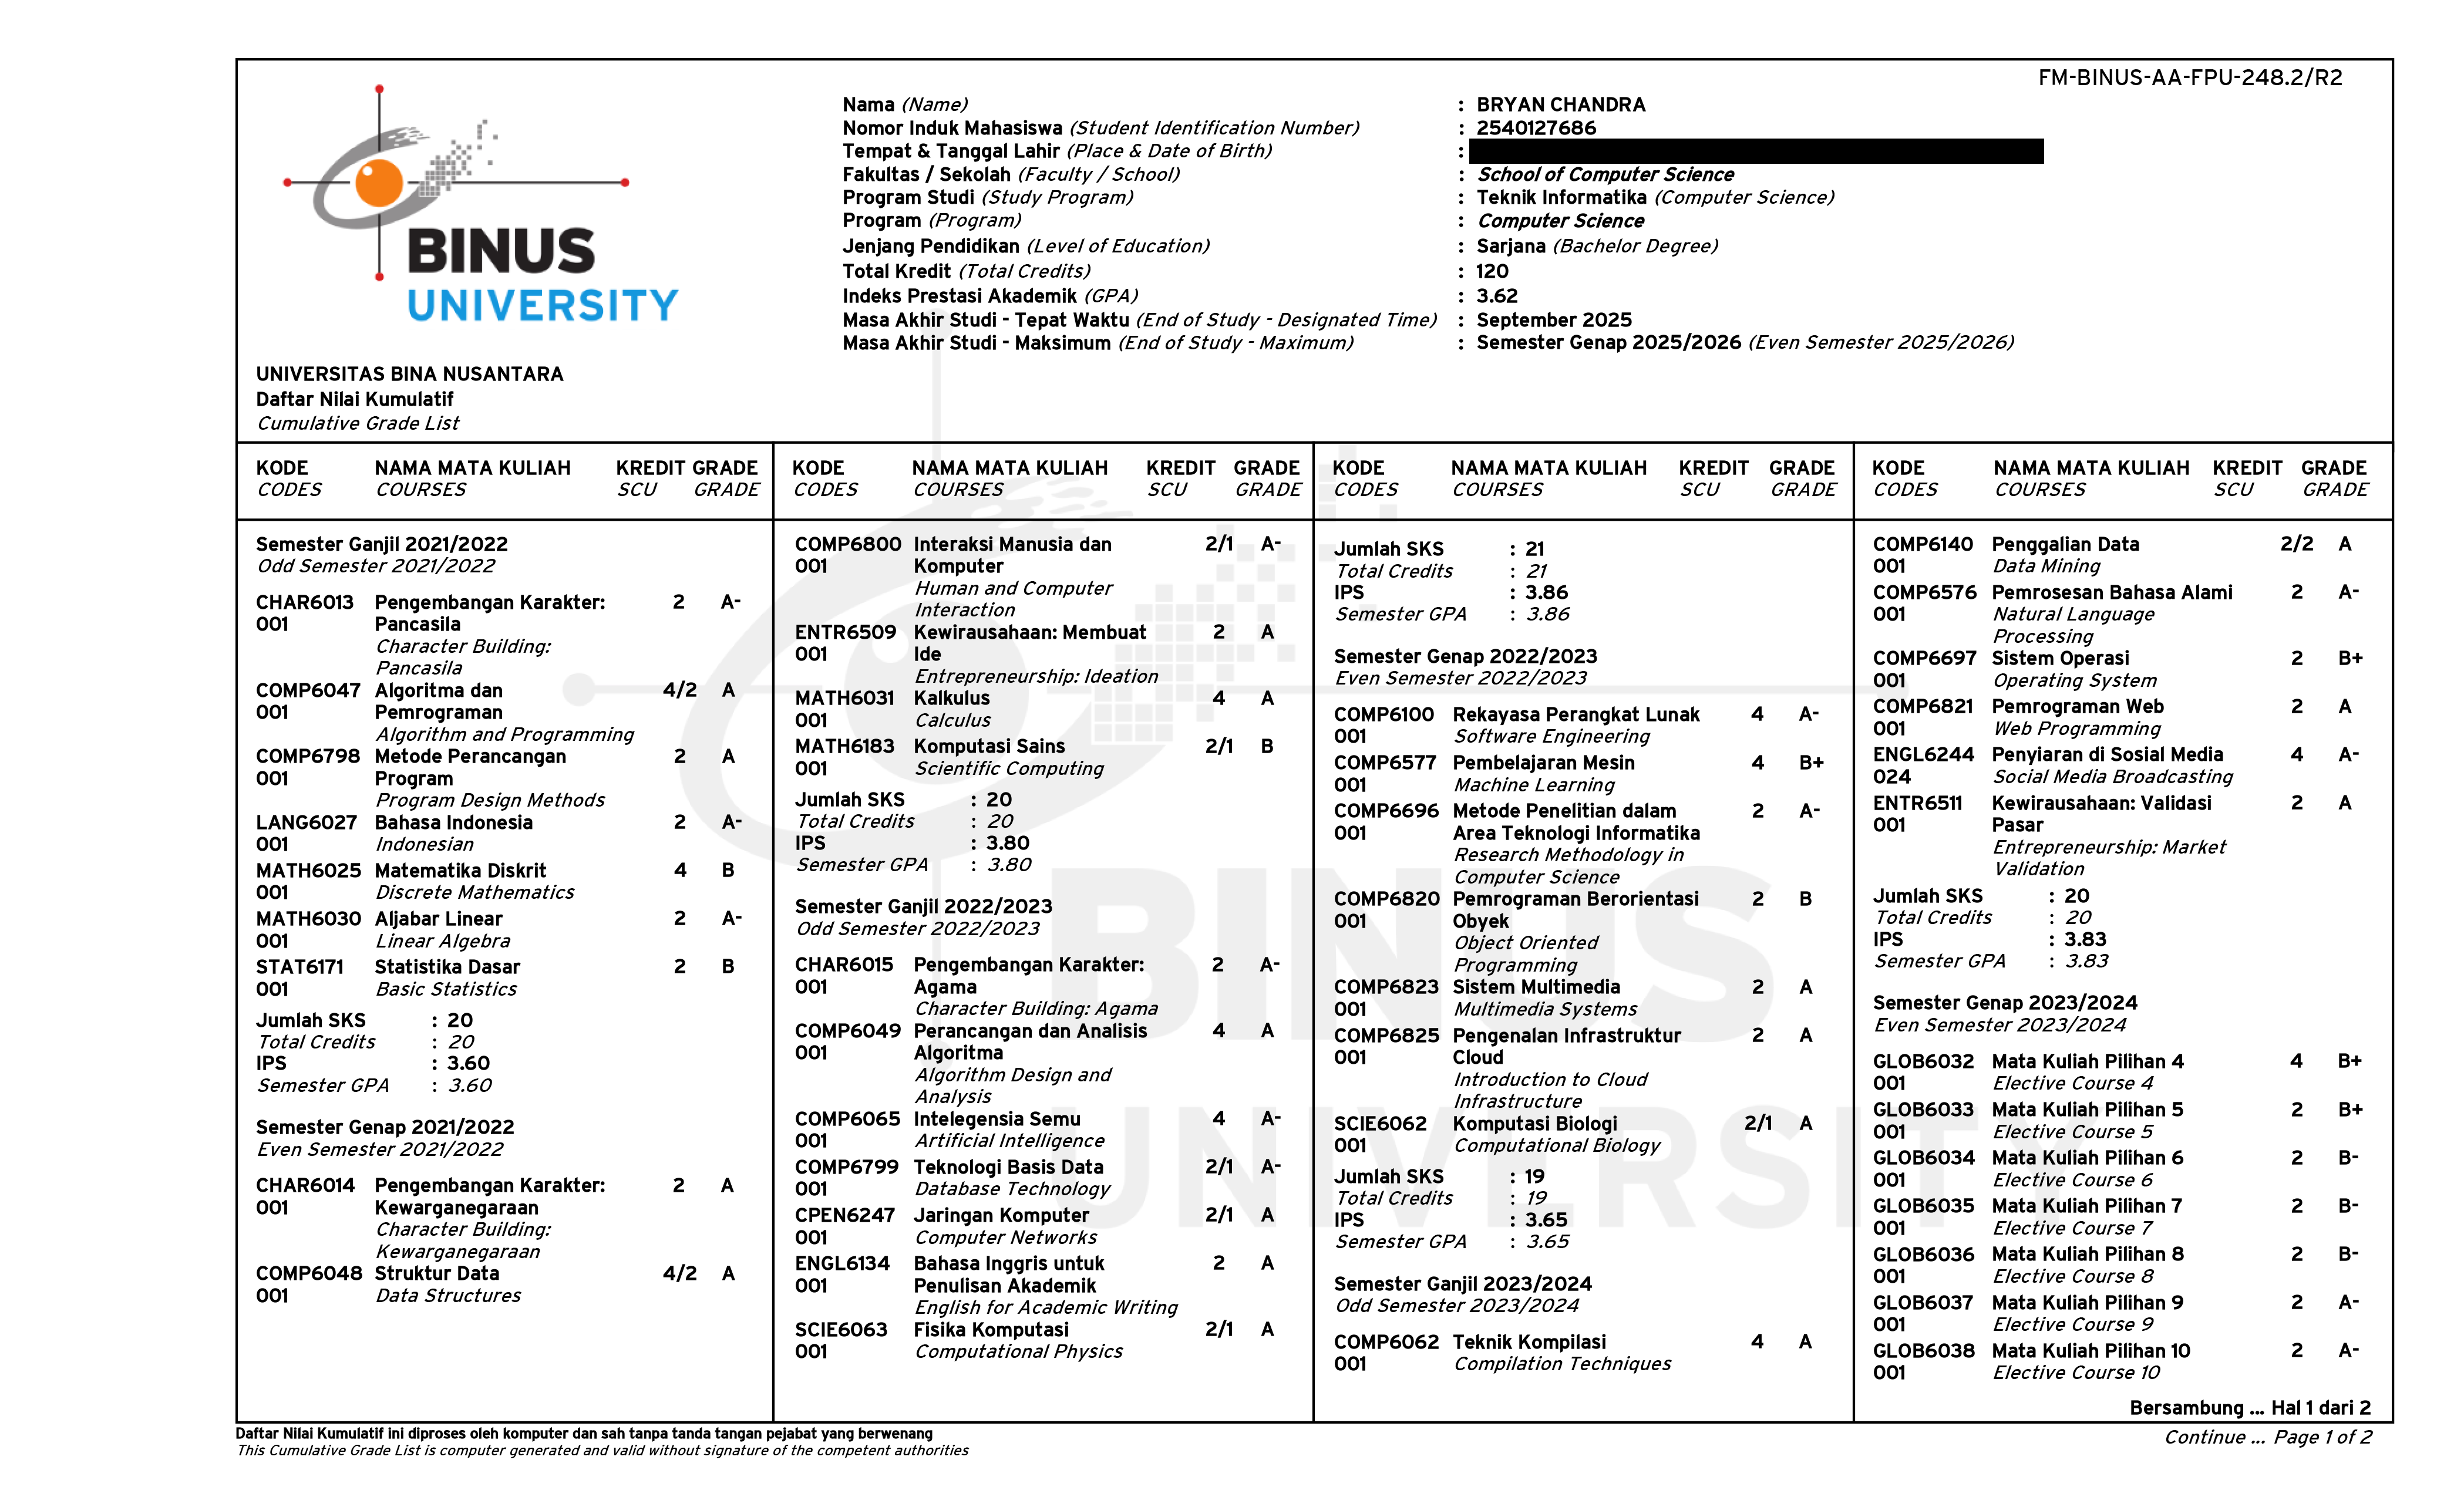 FM-BINUS-AA-FPU-248.2/R2
BINUS
UNIVERSITY
Nama (Name) : BRYAN CHANDRA
Nomor Induk Mahasiswa (Student Identification Number) : 2540127686
Tempat & Tanggal Lahir (Place & Date of Birth) :
Fakultas / Sekolah (Faculty / School) : School of Computer Science
Program Studi (Study Program) : Teknik Informatika (Computer Science)
Program (Program) : Computer Science
Jenjang Pendidikan (Level of Education) : Sarjana (Bachelor Degree)
Total Kredit (Total Credits) : 120
Indeks Prestasi Akademik (GPA) : 3.62
Masa Akhir Studi - Tepat Waktu (End of Study - Designated Time) : September 2025
Masa Akhir Studi - Maksimum (End of Study - Maximum) : Semester Genap 2025/2026 (Even Semester 2025/2026)
UNIVERSITAS BINA NUSANTARA
Daftar Nilai Kumulatif
Cumulative Grade List
KODE NAMA MATA KULIAH KREDIT GRADE
CODES COURSES SCU GRADE
Semester Ganjil 2021/2022
Odd Semester 2021/2022
CHAR6013 Pengembangan Karakter: 2 A-
001 Pancasila
Character Building:
Pancasila
COMP6047 Algoritma dan 4/2 A
001 Pemrograman
Algorithm and Programming
COMP6798 Metode Perancangan 2 A
001 Program
Program Design Methods
LANG6027 Bahasa Indonesia 2 A-
001 Indonesian
MATH6025 Matematika Diskrit 4 B
001 Discrete Mathematics
MATH6030 Aljabar Linear 2 A-
001 Linear Algebra
STAT6171 Statistika Dasar 2 B
001 Basic Statistics
Jumlah SKS : 20
Total Credits : 20
IPS : 3.60
Semester GPA : 3.60
Semester Genap 2021/2022
Even Semester 2021/2022
CHAR6014 Pengembangan Karakter: 2 A
001 Kewarganegaraan
Character Building:
Kewarganegaraan
COMP6048 Struktur Data 4/2 A
001 Data Structures
KODE NAMA MATA KULIAH KREDIT GRADE
CODES COURSES SCU GRADE
COMP6800 Interaksi Manusia dan 2/1 A-
001 Komputer
Human and Computer
Interaction
ENTR6509 Kewirausahaan: Membuat 2 A
001 Ide
Entrepreneurship: Ideation
MATH6031 Kalkulus 4 A
001 Calculus
MATH6183 Komputasi Sains 2/1 B
001 Scientific Computing
Jumlah SKS : 20
Total Credits : 20
IPS : 3.80
Semester GPA : 3.80
Semester Ganjil 2022/2023
Odd Semester 2022/2023
CHAR6015 Pengembangan Karakter: 2 A-
001 Agama
Character Building: Agama
COMP6049 Perancangan dan Analisis 4 A
001 Algoritma
Algorithm Design and
Analysis
COMP6065 Intelegensia Semu 4 A-
001 Artificial Intelligence
COMP6799 Teknologi Basis Data 2/1 A-
001 Database Technology
CPEN6247 Jaringan Komputer 2/1 A
001 Computer Networks
ENGL6134 Bahasa Inggris untuk 2 A
001 Penulisan Akademik
English for Academic Writing
SCIE6063 Fisika Komputasi 2/1 A
001 Computational Physics
KODE NAMA MATA KULIAH KREDIT GRADE
CODES COURSES SCU GRADE
Jumlah SKS : 21
Total Credits : 21
IPS : 3.86
Semester GPA : 3.86
Semester Genap 2022/2023
Even Semester 2022/2023
COMP6100 Rekayasa Perangkat Lunak 4 A-
001 Software Engineering
COMP6577 Pembelajaran Mesin 4 B+
001 Machine Learning
COMP6696 Metode Penelitian dalam 2 A-
001 Area Teknologi Informatika
Research Methodology in
Computer Science
COMP6820 Pemrograman Berorientasi 2 B
001 Obyek
Object Oriented
Programming
COMP6823 Sistem Multimedia 2 A
001 Multimedia Systems
COMP6825 Pengenalan Infrastruktur 2 A
001 Cloud
Introduction to Cloud
Infrastructure
SCIE6062 Komputasi Biologi 2/1 A
001 Computational Biology
Jumlah SKS : 19
Total Credits : 19
IPS : 3.65
Semester GPA : 3.65
Semester Ganjil 2023/2024
Odd Semester 2023/2024
COMP6062 Teknik Kompilasi 4 A
001 Compilation Techniques
KODE NAMA MATA KULIAH KREDIT GRADE
CODES COURSES SCU GRADE
COMP6140 Penggalian Data 2/2 A
001 Data Mining
COMP6576 Pemrosesan Bahasa Alami 2 A-
001 Natural Language
Processing
COMP6697 Sistem Operasi 2 B+
001 Operating System
COMP6821 Pemrograman Web 2 A
001 Web Programming
ENGL6244 Penyiaran di Sosial Media 4 A-
024 Social Media Broadcasting
ENTR6511 Kewirausahaan: Validasi 2 A
001 Pasar
Entrepreneurship: Market
Validation
Jumlah SKS : 20
Total Credits : 20
IPS : 3.83
Semester GPA : 3.83
Semester Genap 2023/2024
Even Semester 2023/2024
GLOB6032 Mata Kuliah Pilihan 4 4 B+
001 Elective Course 4
GLOB6033 Mata Kuliah Pilihan 5 2 B+
001 Elective Course 5
GLOB6034 Mata Kuliah Pilihan 6 2 B-
001 Elective Course 6
GLOB6035 Mata Kuliah Pilihan 7 2 B-
001 Elective Course 7
GLOB6036 Mata Kuliah Pilihan 8 2 B-
001 Elective Course 8
GLOB6037 Mata Kuliah Pilihan 9 2 A-
001 Elective Course 9
GLOB6038 Mata Kuliah Pilihan 10 2 A-
001 Elective Course 10
Bersambung ... Hal 1 dari 2
Continue ... Page 1 of 2
BINUS
UNIVERSITY
Daftar Nilai Kumulatif ini diproses oleh komputer dan sah tanpa tanda tangan pejabat yang berwenang
This Cumulative Grade List is computer generated and valid without signature of the competent authorities